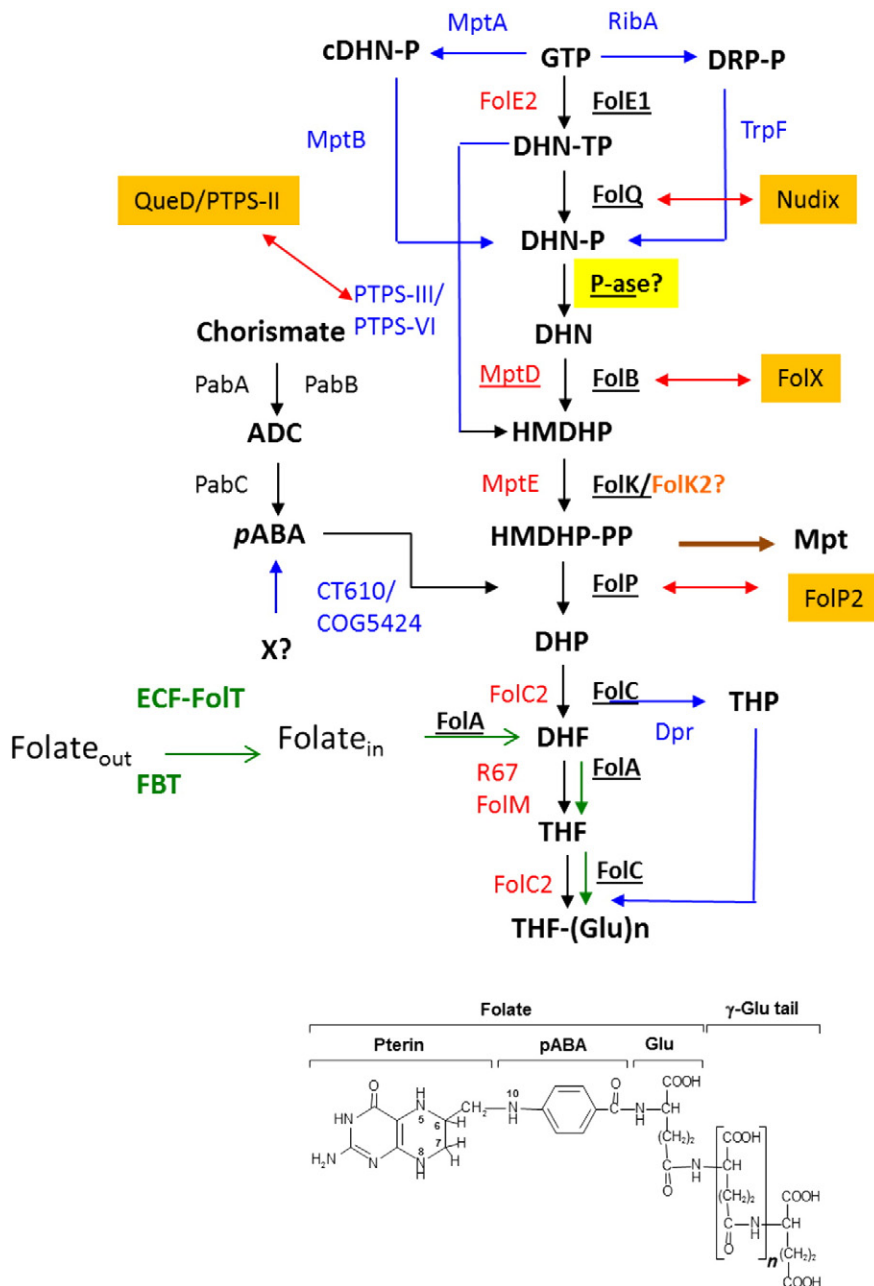 MptA
RibA
cDHN-P
GTP
DRP-P
FolE2
FolE1
MptB
TrpF
DHN-TP
QueD/PTPS-II
FolQ
Nudix
DHN-P
P-ase?
PTPS-III/
PTPS-VI
Chorismate
DHN
PabA
PabB
MptD
FolB
FolX
ADC
HMDHP
PabC
MptE
FolK/FolK2?
pABA
HMDHP-PP
Mpt
CT610/
COG5424
FolP
FolP2
X?
DHP
ECF-FolT
FolC2
FolC
THP
Folateout
Folatein
FolA
DHF
Dpr
FBT
R67
FolM
FolA
THF
FolC2
FolC
THF-(Glu)n
Folate
γ-Glu tail
Pterin
pABA
Glu
O
HN
H2N
N
H
N
5
6
7
8
N
H
H
H
H
CH2
10
N
H
O
C
N
H
COOH
CH
(CH2)2
C
O
N
H
COOH
CH
(CH2)2
C
O
n
N
H
COOH
CH
(CH2)2
COOH